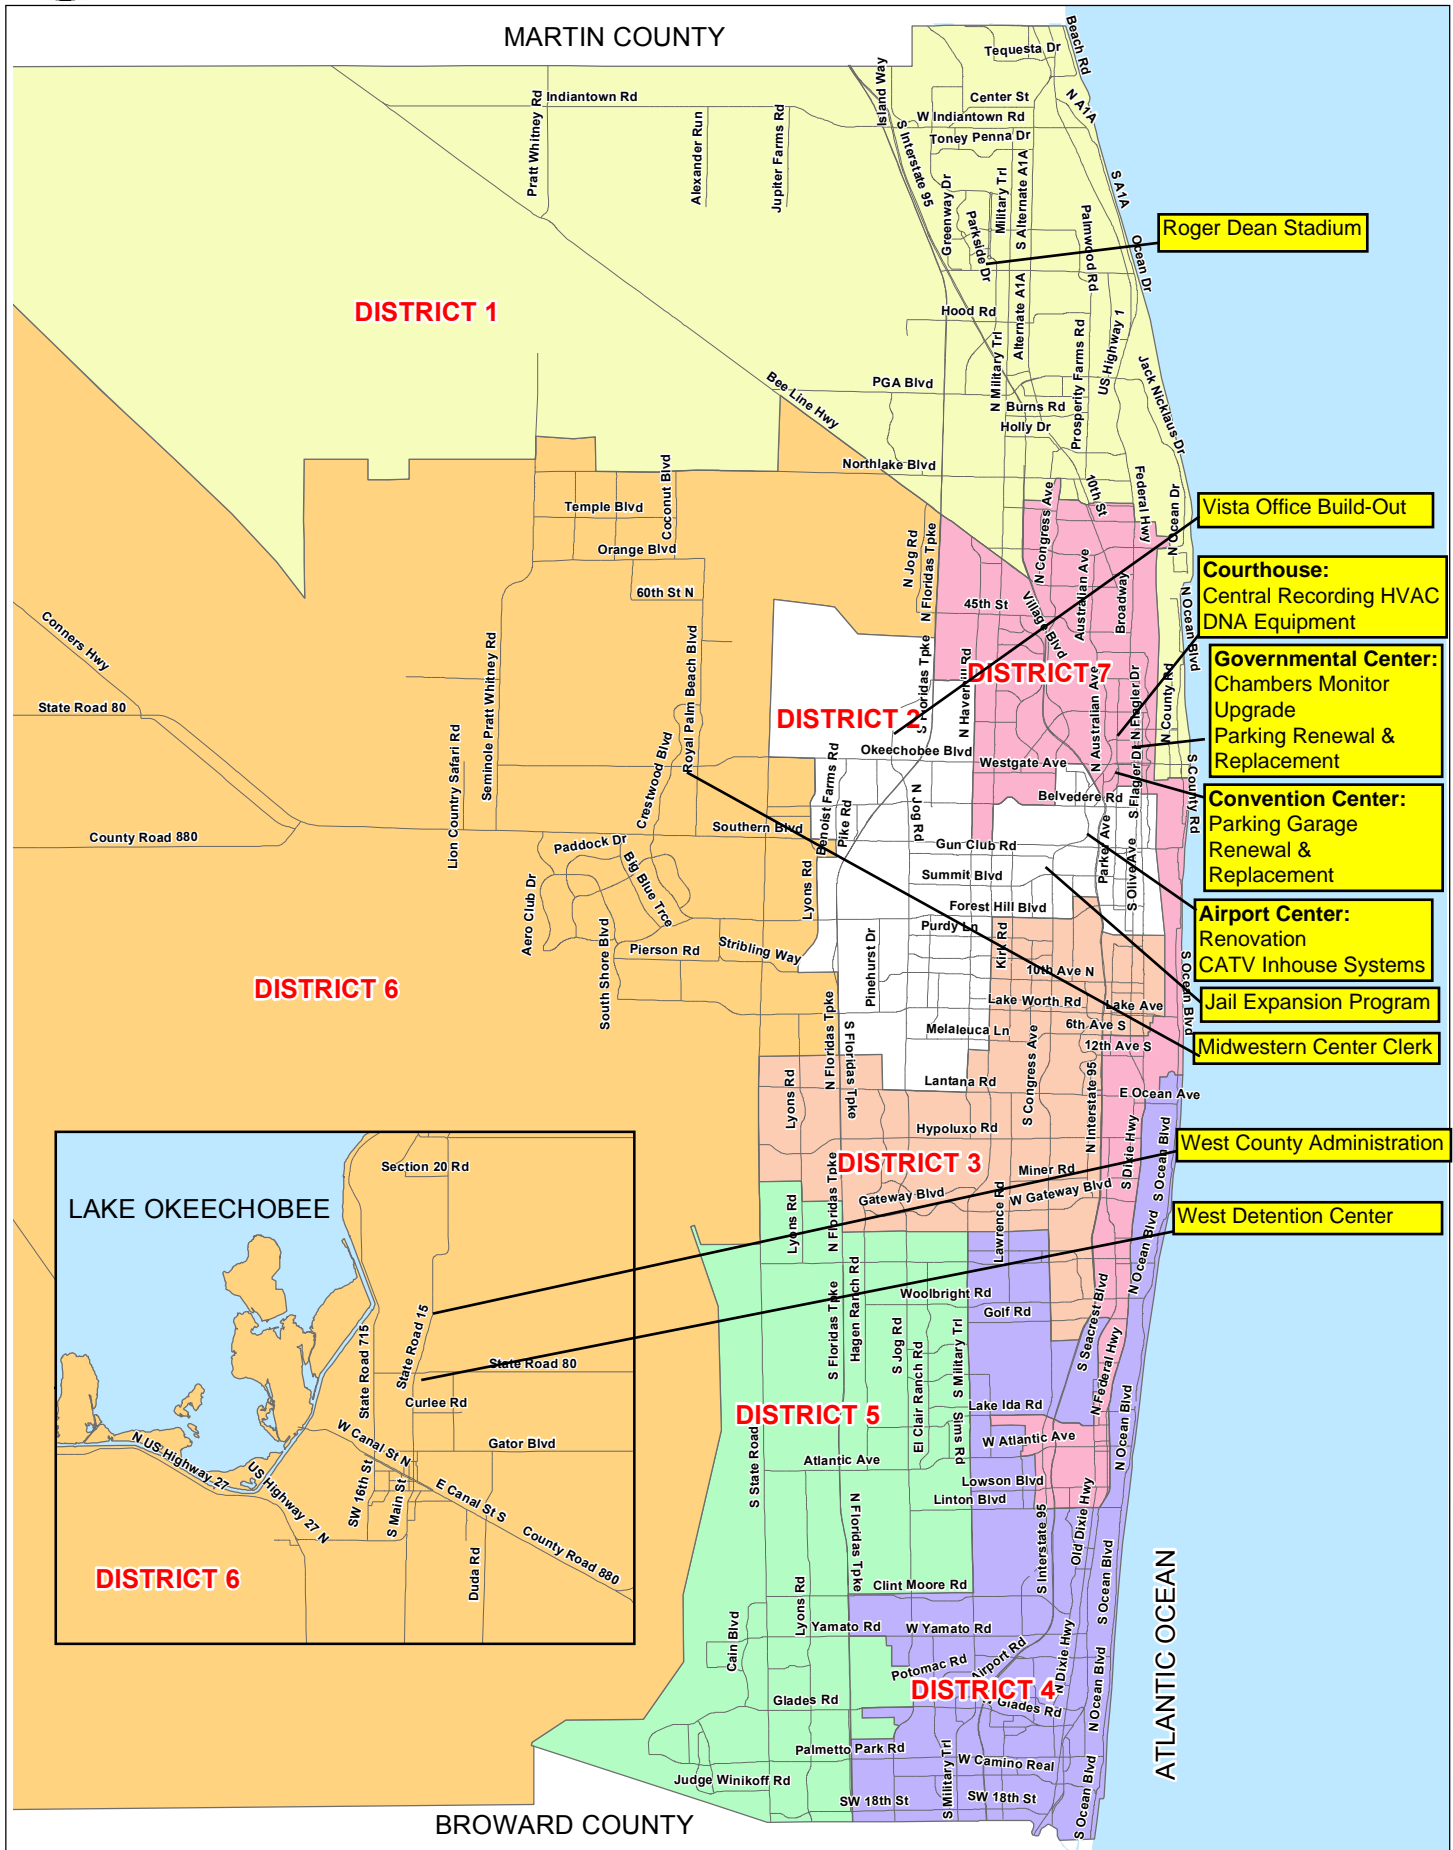 MARTIN COUNTY
Tequesta Dr
Beach Rd
Island Way
Pratt Whitney Rd
Indiantown Rd
Center St
N A1A
Alexander Run
Jupiter Farms Rd
W Indiantown Rd
S Interstate 95
Toney Penna Dr
Military Trl
S Alternate A1A
S A1A
Greenway Dr
Parkside Dr
Palmwood Rd
Roger Dean Stadium
Ocean Dr
DISTRICT 1
Hood Rd
Alternate A1A
N Military Trl
Prosperity Farms Rd
US Highway 1
Jack Nicklaus Dr
Bee Line Hwy
PGA Blvd
Burns Rd
Holly Dr
Northlake Blvd
Coconut Blvd
Temple Blvd
Orange Blvd
60th St N
N Jog Rd
N Floridas Tpke
N Congress Ave
10th St
Federal Hwy
N Ocean Dr
Vista Office Build-Out
45th St
Village Blvd
Australian Ave
Broadway
N Ocean Blvd
Courthouse:
Central Recording HVAC
DNA Equipment
Conners Hwy
State Road 80
Seminole Pratt Whitney Rd
Royal Palm Beach Blvd
S Floridas Tpke
N Haverhill Rd
DISTRICT 7
DISTRICT 2
N Australian Ave
N Flagler Dr
N County Rd
Governmental Center:
Chambers Monitor
Upgrade
Parking Renewal &
Replacement
Lion Country Safari Rd
Crestwood Blvd
Okeechobee Blvd
Westgate Ave
Belvedere Rd
S Flagler Dr
S County Rd
Convention Center:
Parking Garage
Renewal &
Replacement
County Road 880
Southern Blvd
Benoist Farms Rd
Pike Rd
N Jog Rd
Gun Club Rd
Parker Ave
S Olive Ave
Paddock Dr
Big Blue Trce
Aero Club Dr
Lyons Rd
Summit Blvd
Forest Hill Blvd
Airport Center:
Renovation
CATV Inhouse Systems
South Shore Blvd
Pierson Rd
Stribling Way
Pinehurst Dr
Purdy Ln
Kirk Rd
10th Ave N
S Ocean Blvd
DISTRICT 6
Lake Worth Rd
Lake Ave
Jail Expansion Program
N Floridas Tpke
S Floridas Tpke
Melaleuca Ln
6th Ave S
12th Ave S
Midwestern Center Clerk
Lyons Rd
Lantana Rd
S Congress Ave
N Interstate 95
E Ocean Ave
Hypoluxo Rd
S Dixie Hwy
S Ocean Blvd
West County Administration
DISTRICT 3
Miner Rd
N Floridas Tpke
Gateway Blvd
W Gateway Blvd
Lyons Rd
Lawrence Rd
N Ocean Blvd
West Detention Center
Section 20 Rd
LAKE OKEECHOBEE
State Road 15
State Road 715
State Road 80
Curlee Rd
W Canal St N
Gator Blvd
N US Highway 27
US Highway 27 N
SW 16th St
S Main St
E Canal St S
County Road 880
Duda Rd
DISTRICT 6
Hagen Ranch Rd
S Floridas Tpke
Woolbright Rd
Golf Rd
S Jog Rd
El Clair Ranch Rd
S Military Trl
S Seacrest Blvd
N Federal Hwy
DISTRICT 5
Lake Ida Rd
Sims Rd
W Atlantic Ave
N Ocean Blvd
S State Road
Atlantic Ave
Lowson Blvd
Linton Blvd
N Floridas Tpke
S Interstate 95
Old Dixie Hwy
S Ocean Blvd
Clint Moore Rd
Lyons Rd
Cain Blvd
Yamato Rd
W Yamato Rd
Potomac Rd
Airport Rd
N Dixie Hwy
N Ocean Blvd
DISTRICT 4
Glades Rd
Glades Rd
ATLANTIC OCEAN
Palmetto Park Rd
S Military Trl
W Camino Real
Judge Winikoff Rd
SW 18th St
SW 18th St
S Ocean Blvd
BROWARD COUNTY